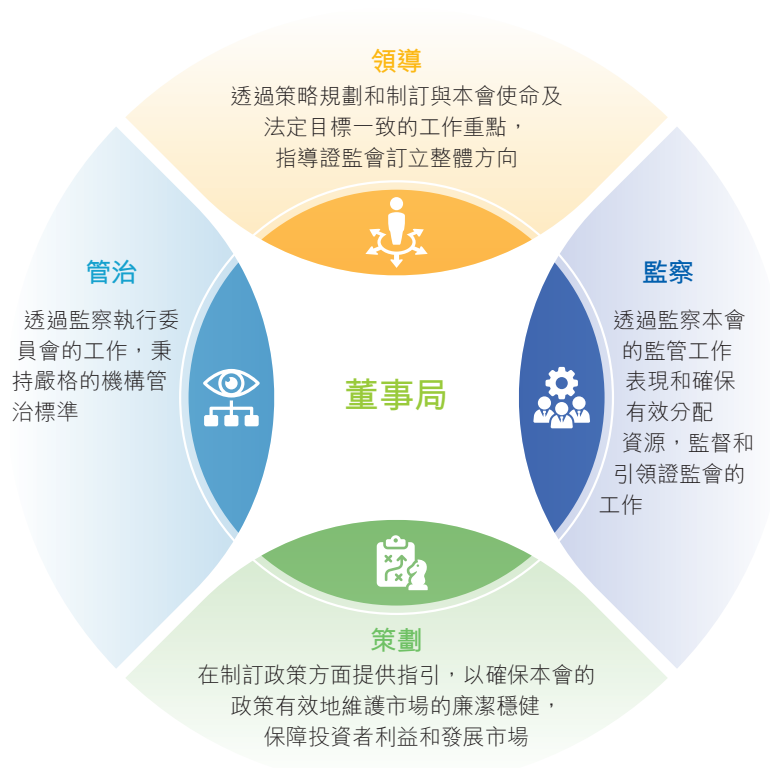 領導
透過策略規劃和制訂與本會使命及
法定目標一致的工作重點，
指導證監會訂立整體方向
管治
透過監察執行委
員會的工作，秉
持嚴格的機構管
治標準
董事局
監察
透過監察本會
的監管工作
表現和確保
有效分配
資源，監督和
引領證監會的
工作
策劃
在制訂政策方面提供指引，以確保本會的
政策有效地維護市場的廉潔穩健，
保障投資者利益和發展市場